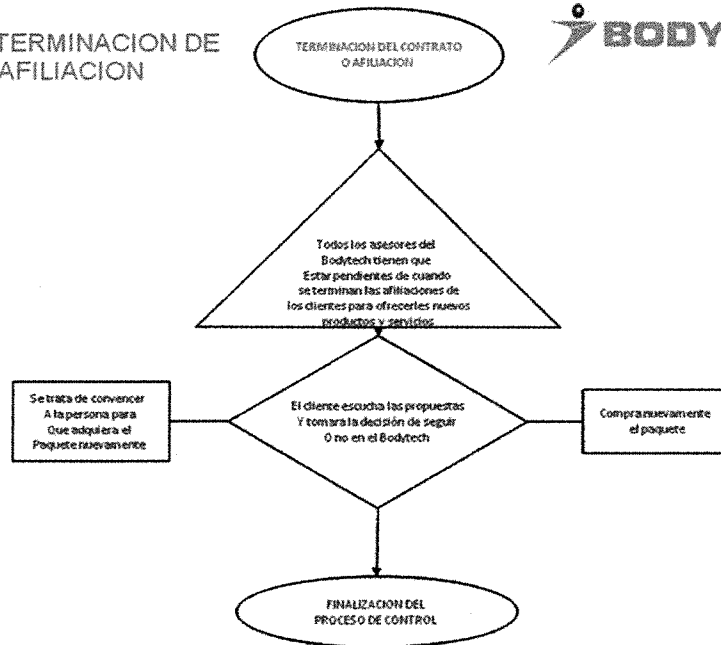 TERMINACION DE
AFILIACION
TERMINACION DEL CONTRATO
O AFILIACION
BODY
Todos los asesores del
Bodytech tienen que
Estar pendientes de cuando
se terminan las afiliaciones de
los clientes para ofrecerles nuevos
productos y servicios
Se trata de convencer
A la persona para
Que adquiera el
Paquete nuevamente
El cliente escucha las propuestas
Y tomara la decisión de seguir
O no en el Bodytech
Compra nuevamente
el paquete
FINALIZACION DEL
PROCESO DE CONTROL